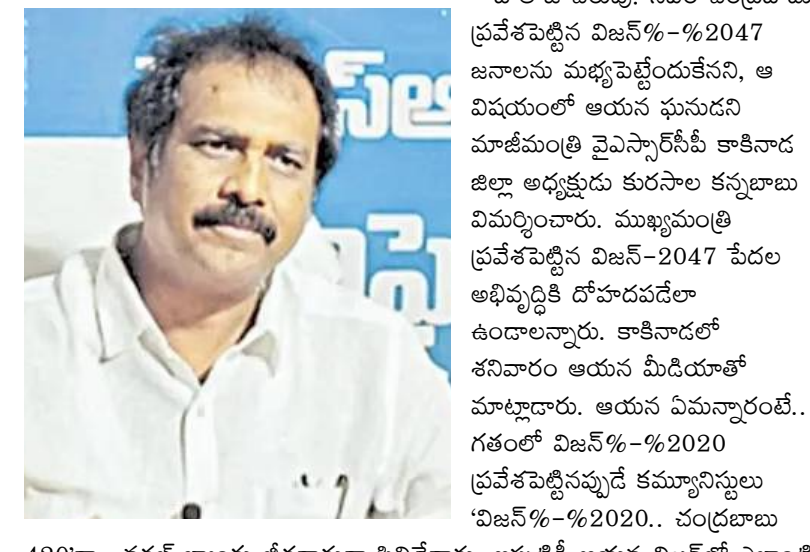 ప్రవేశపెట్టిన విజన్%-%2047
జనాలను మభ్యపెట్టేందుకేనని, ఆ
విషయంలో ఆయన ఘనుడని
మాజీమంత్రి వైఎస్సార్‌సీపీ కాకినాడ
జిల్లా అధ్యక్షుడు కురసాల కన్నబాబు
విమర్శించారు. ముఖ్యమంత్రి
ప్రవేశపెట్టిన విజన్-2047 పేదల
అభివృద్ధికి దోహదపడేలా
ఉండాలన్నారు. కాకినాడలో
శనివారం ఆయన మీడియాతో
మాట్లాడారు. ఆయన ఏమన్నారంటే..
గతంలో విజన్%-%2020
ప్రవేశపెట్టినప్పుడే కమ్యూనిస్టులు
‘విజన్%-%2020.. చంద్రబాబు